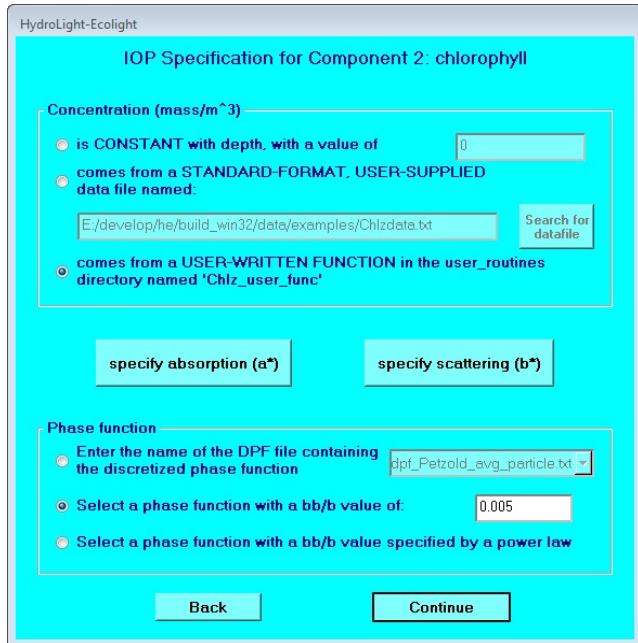 HydroLight-Ecolight
IOP Specification for Component 2: chlorophyll
Concentration (mass/m^3)
is CONSTANT with depth, with a value of
0
comes from a STANDARD-FORMAT, USER-SUPPLIED
data file named:
E:/develop/he/build_win32/data/examples/Chlzdata.txt
Search for
datafile
comes from a USER-WRITTEN FUNCTION in the user_routines
directory named 'Chlz_user_func'
specify absorption (a*)
specify scattering (b*)
Phase function
Enter the name of the DPF file containing
the discretized phase function
dpf_Petzold_avg_particle.txt
Select a phase function with a bb/b value of:
0.005
Select a phase function with a bb/b value specified by a power law
Back
Continue